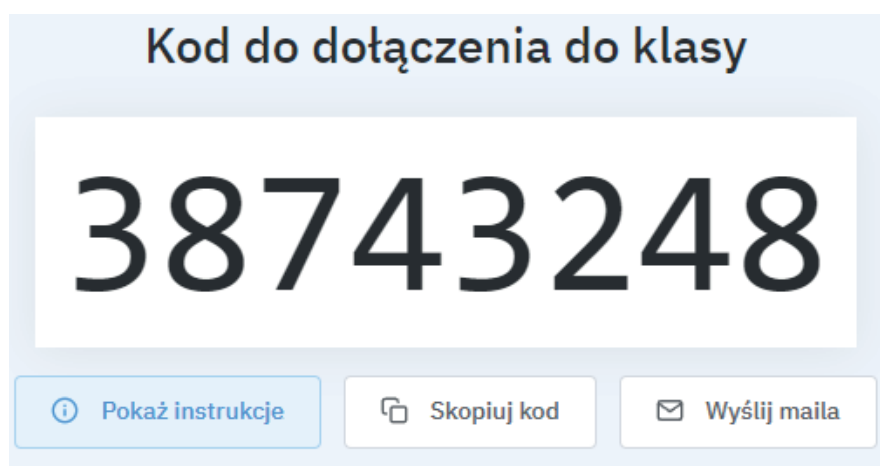 Kod do dołączenia do klasy
38743248
Pokaż instrukcje Skopiuj kod Wyślij maila